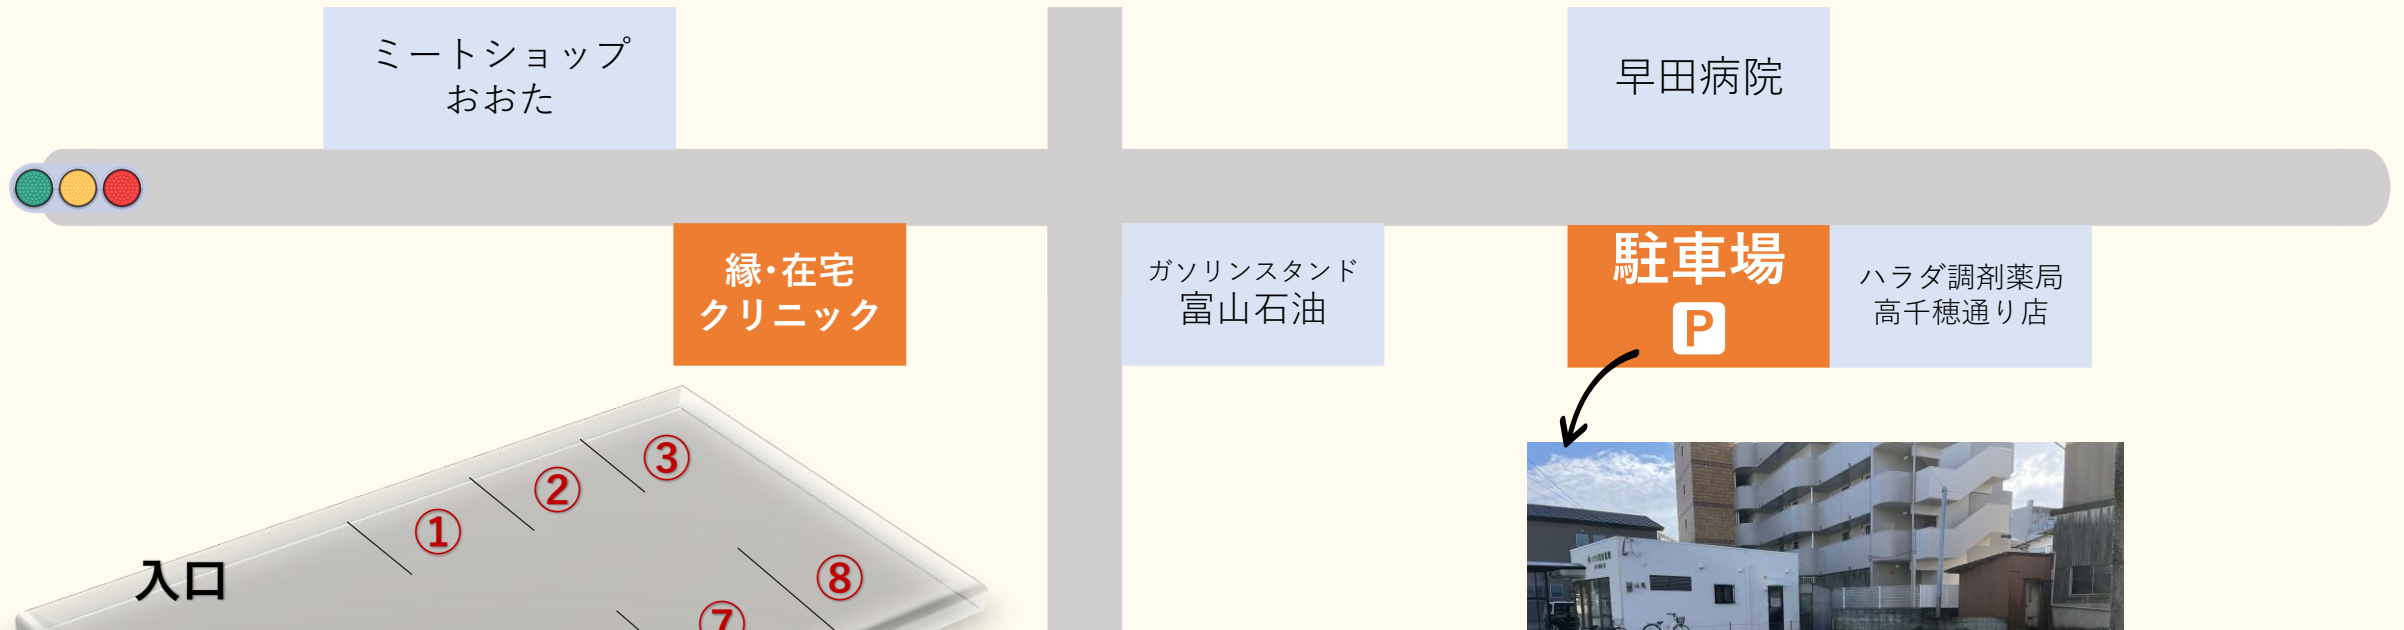 ミートショップ
おおた
早田病院
縁・在宅
クリニック
ガソリンスタンド
富山石油
駐車場
P
ハラダ調剤薬局
高千穂通り店
③
②
①
入口
⑧
⑦